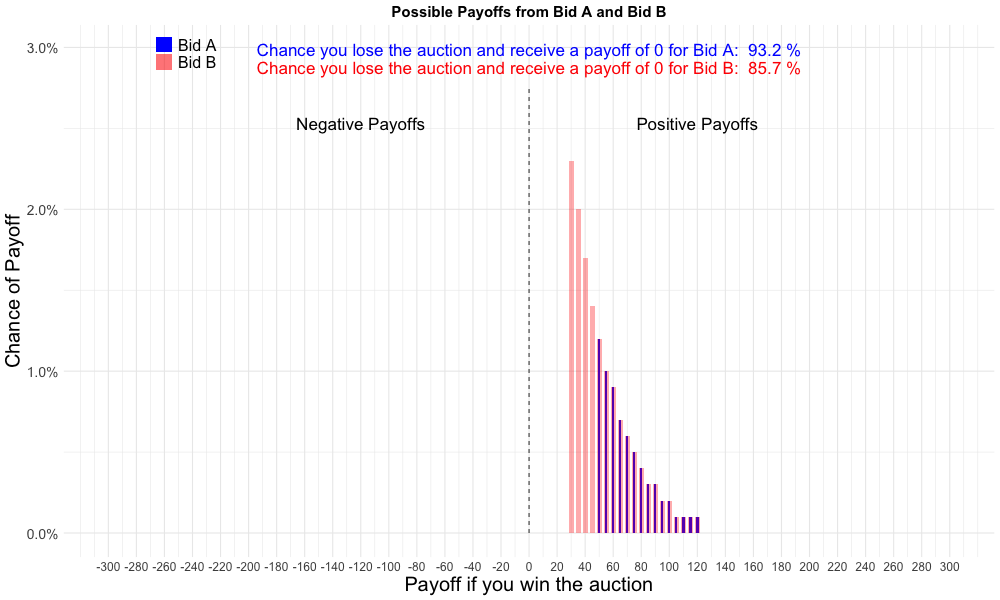 Possible Payoffs from Bid A and Bid B
Bid A
Bid B
Chance you lose the auction and receive a payoff of 0 for Bid A:  93.2 %
Chance you lose the auction and receive a payoff of 0 for Bid B:  85.7 %
Negative Payoffs
Positive Payoffs
Chance of Payoff
3.0%
2.0%
1.0%
0.0%
-300 -280 -260 -240 -220 -200 -180 -160 -140 -120 -100 -80 -60 -40 -20 0 20 40 60 80 100 120 140 160 180 200 220 240 260 280 300
Payoff if you win the auction